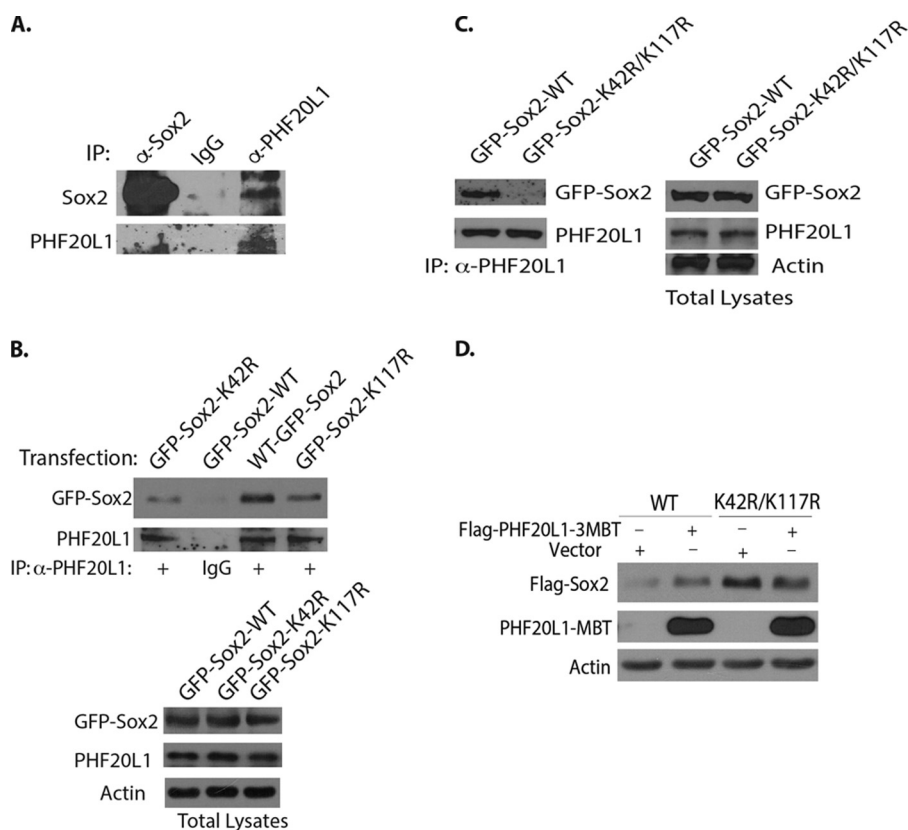 A.
IP:
α-Sox2
IgG
α-PHF20L1
Sox2
PHF20L1
B.
Transfection:
GFP-Sox2-K42R
GFP-Sox2-WT
WT-GFP-Sox2
GFP-Sox2-K117R
GFP-Sox2
PHF20L1
IP:α-PHF20L1: + IgG + +
GFP-Sox2-WT
GFP-Sox2-K42R
GFP-Sox2-K117R
GFP-Sox2
PHF20L1
Actin
Total Lysates
C.
GFP-Sox2-WT
GFP-Sox2-K42R/K117R
GFP-Sox2
PHF20L1
IP: α-PHF20L1
GFP-Sox2-WT
GFP-Sox2-K42R/K117R
GFP-Sox2
PHF20L1
Actin
Total Lysates
D.
WT K42R/K117R
Flag-PHF20L1-3MBT − + − +
Vector + − + −
Flag-Sox2
PHF20L1-MBT
Actin